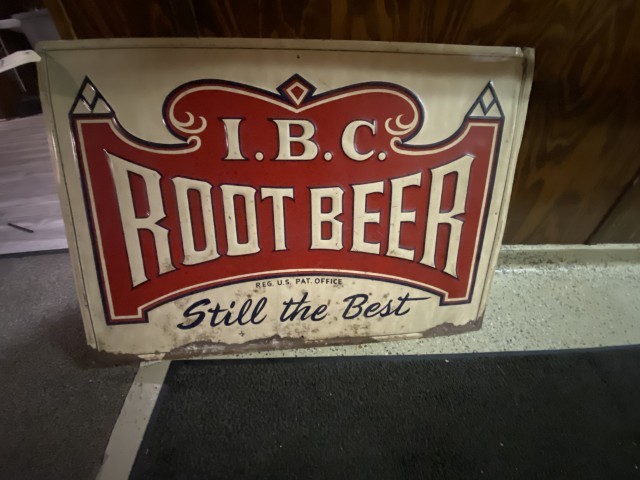 I.B.C.
ROOT BEER
REG. U.S. PAT. OFFICE
Still the Best